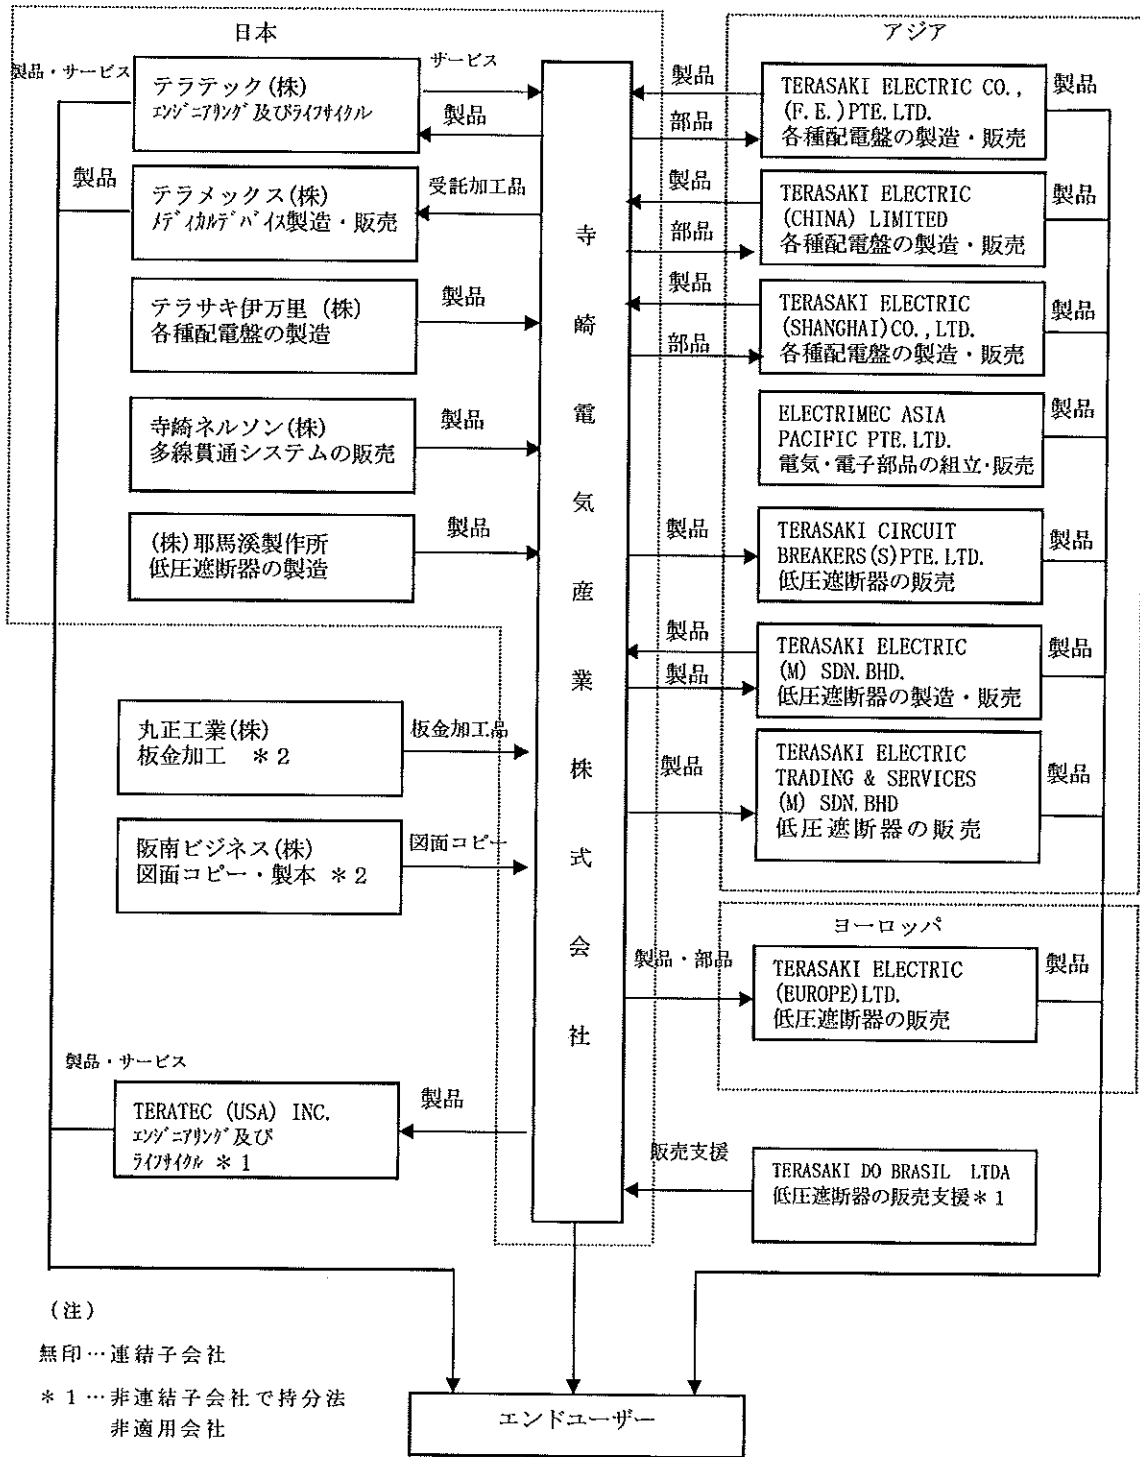 日本
製品・サービス
テラテック(株)
エンジニアリング及びライフサイクル
サービス
製品
テラメックス(株)
メディカルデバイス製造・販売
製品
受託加工品
テラサキ伊万里(株)
各種配電盤の製造
製品
寺崎ネルソン(株)
多線貫通システムの販売
製品
(株)耶馬溪製作所
低圧遮断器の製造
製品
丸正工業(株)
板金加工 *2
板金加工品
阪南ビジネス(株)
図面コピー・製本 *2
図面コピー
製品・サービス
TERATEC (USA) INC.
エンジニアリング及び
ライフサイクル *1
製品
寺崎電気産業株式会社
アジア
製品
部品
TERASAKI ELECTRIC CO.,
(F.E.)PTE.LTD.
各種配電盤の製造・販売
製品
製品
部品
TERASAKI ELECTRIC
(CHINA) LIMITED
各種配電盤の製造・販売
製品
製品
部品
TERASAKI ELECTRIC
(SHANGHAI)CO.,LTD.
各種配電盤の製造・販売
製品
ELECTRIMEC ASIA
PACIFIC PTE.LTD.
電気・電子部品の組立・販売
製品
製品
TERASAKI CIRCUIT
BREAKERS(S)PTE.LTD.
低圧遮断器の販売
製品
製品
製品
TERASAKI ELECTRIC
(M) SDN.BHD.
低圧遮断器の製造・販売
製品
製品
TERASAKI ELECTRIC
TRADING & SERVICES
(M) SDN.BHD
低圧遮断器の販売
製品
ヨーロッパ
製品・部品
TERASAKI ELECTRIC
(EUROPE)LTD.
低圧遮断器の販売
製品
販売支援
TERASAKI DO BRASIL LTDA
低圧遮断器の販売支援*1
(注)
無印…連結子会社
*1…非連結子会社で持分法
非適用会社
エンドユーザー